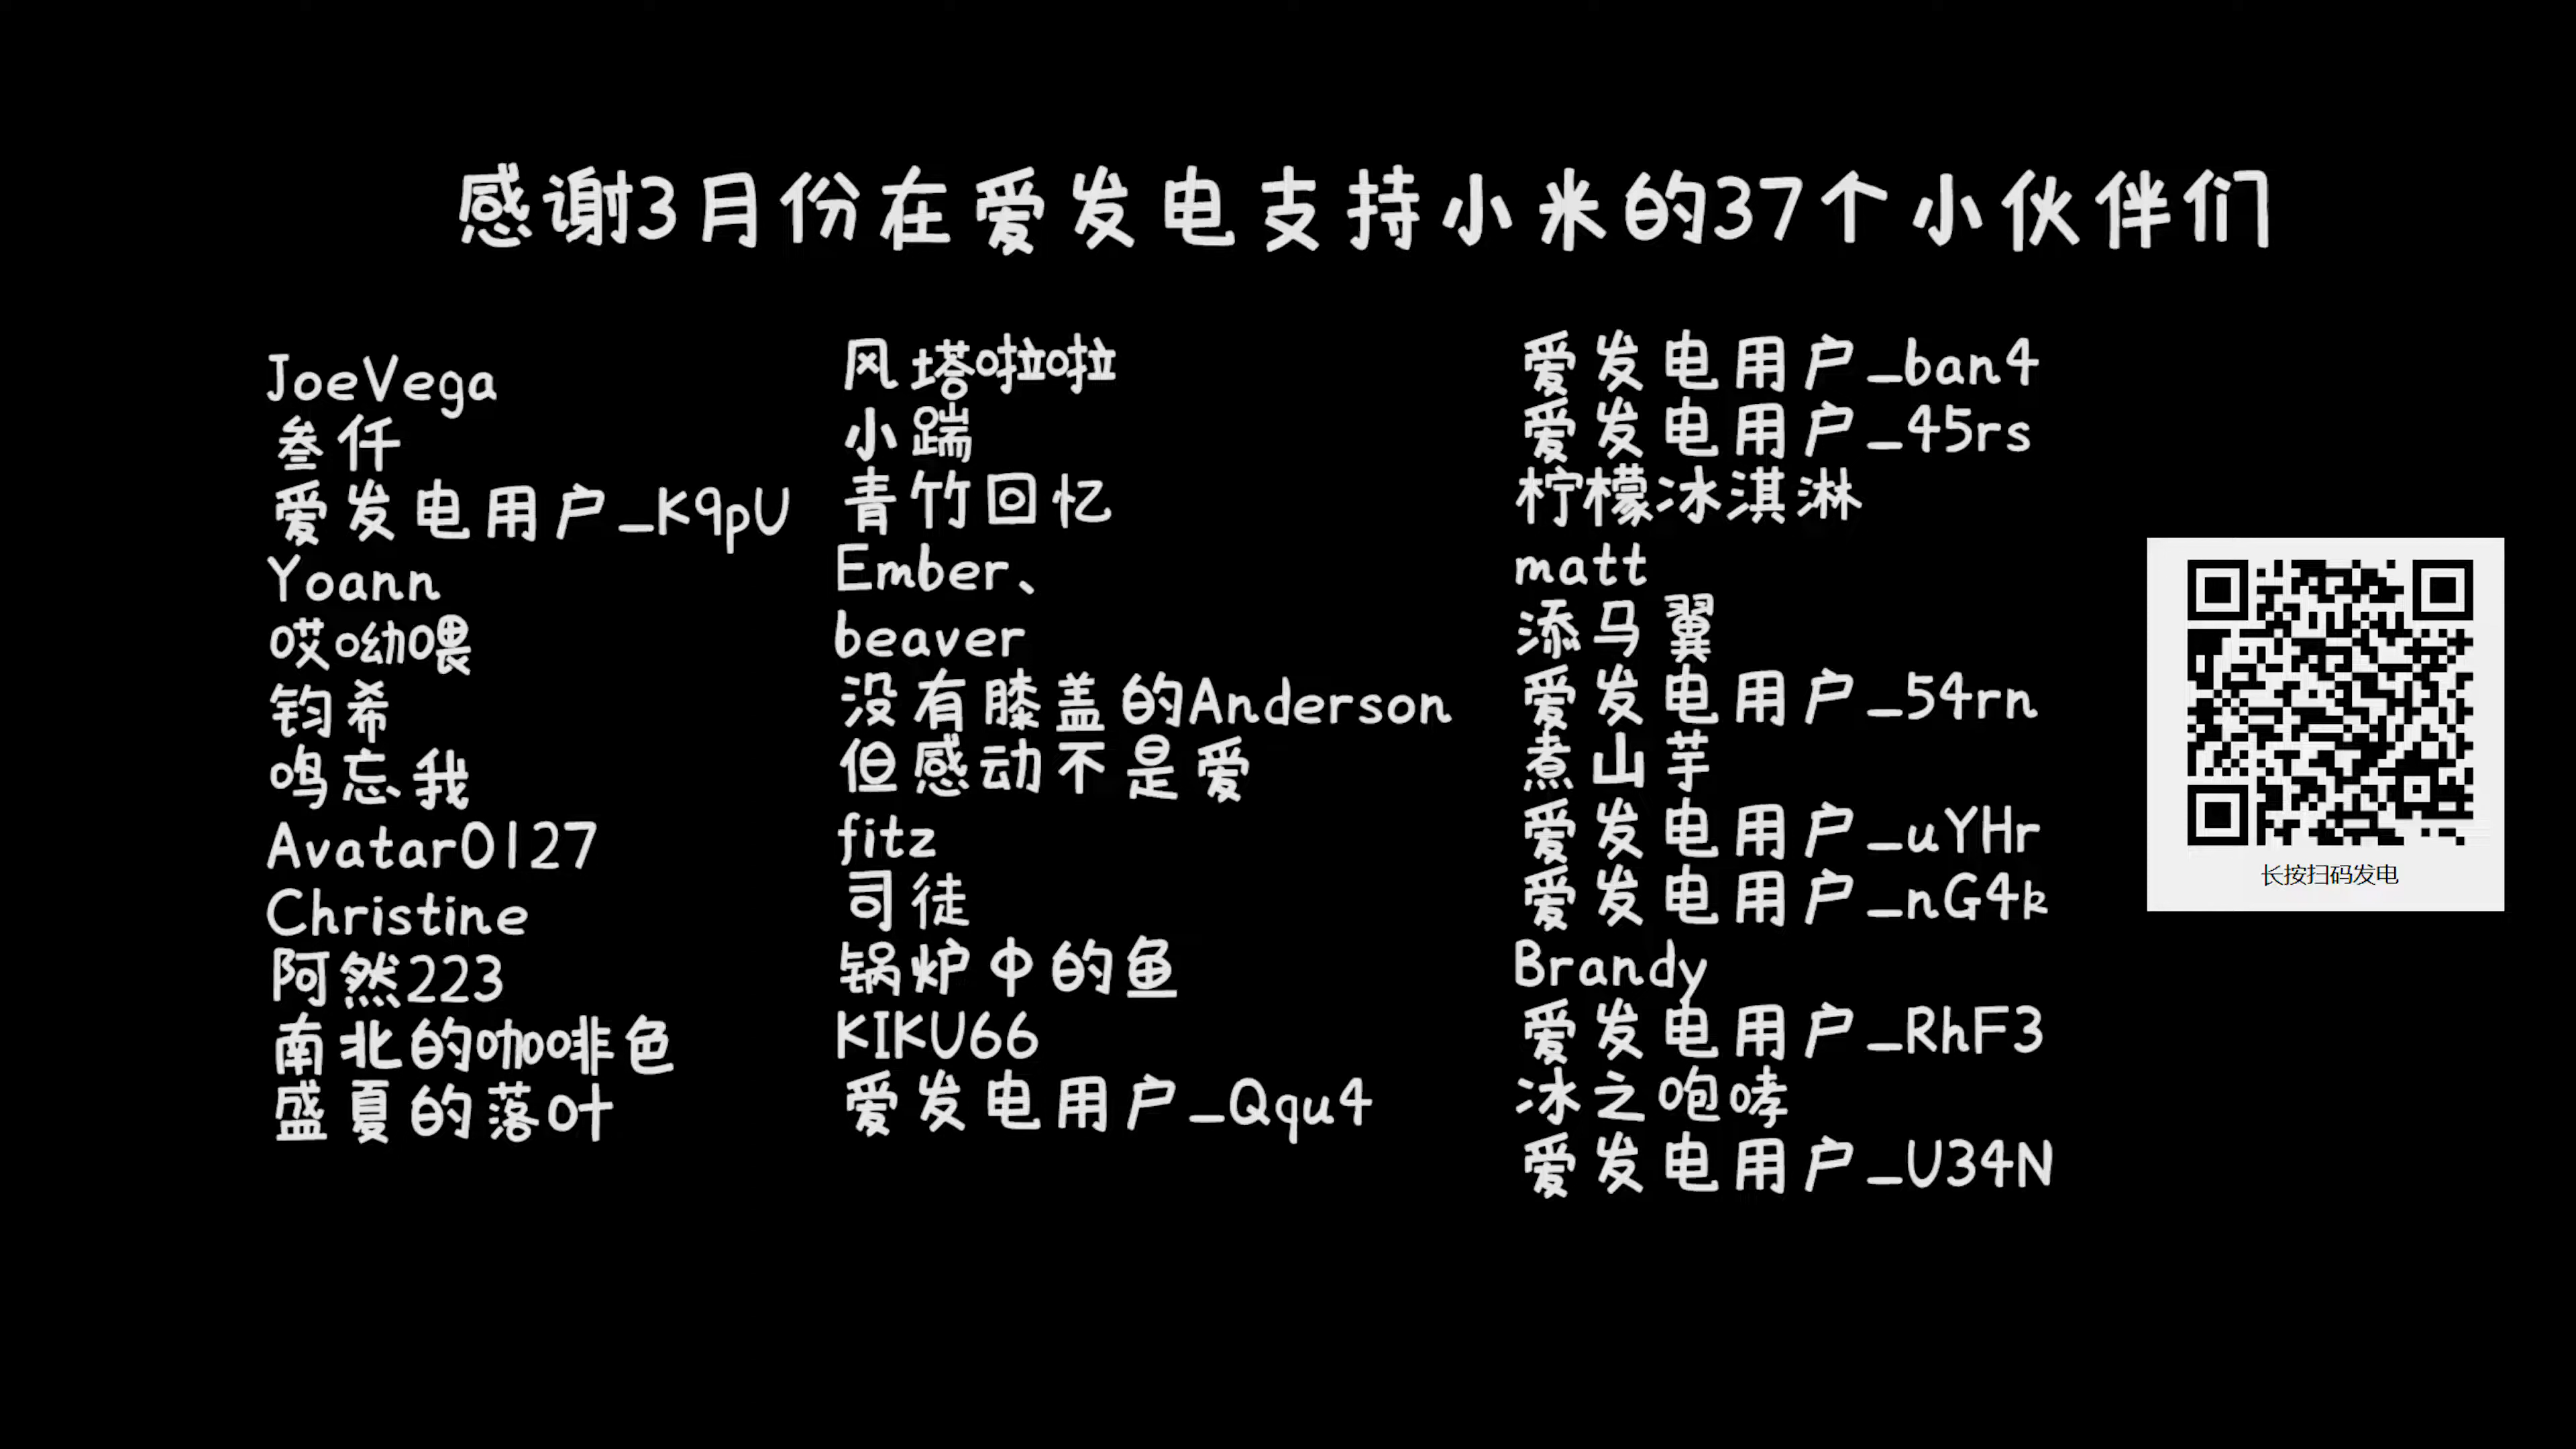 感谢3月份在爱发电支持小米的37个小伙伴们
JoeVega
叁仟
爱发电用户_K9pU
Yoann
哎呦喂
钧希
鸣忘我
Avatar0127
Christine
阿然223
南北的咖啡色
盛夏的落叶
风塔啦啦
小踹
青竹回忆
Ember、
beaver
没有膝盖的Anderson
但感动不是爱
fitz
司徒
锅炉中的鱼
KIKU66
爱发电用户_Qqu4
爱发电用户_ban4
爱发电用户_45rs
柠檬冰淇淋
matt
添马翼
爱发电用户_54rn
煮山芋
爱发电用户_uYHr
爱发电用户_nG4k
Brandy
爱发电用户_RhF3
冰之咆哮
爱发电用户_U34N
长按扫码发电